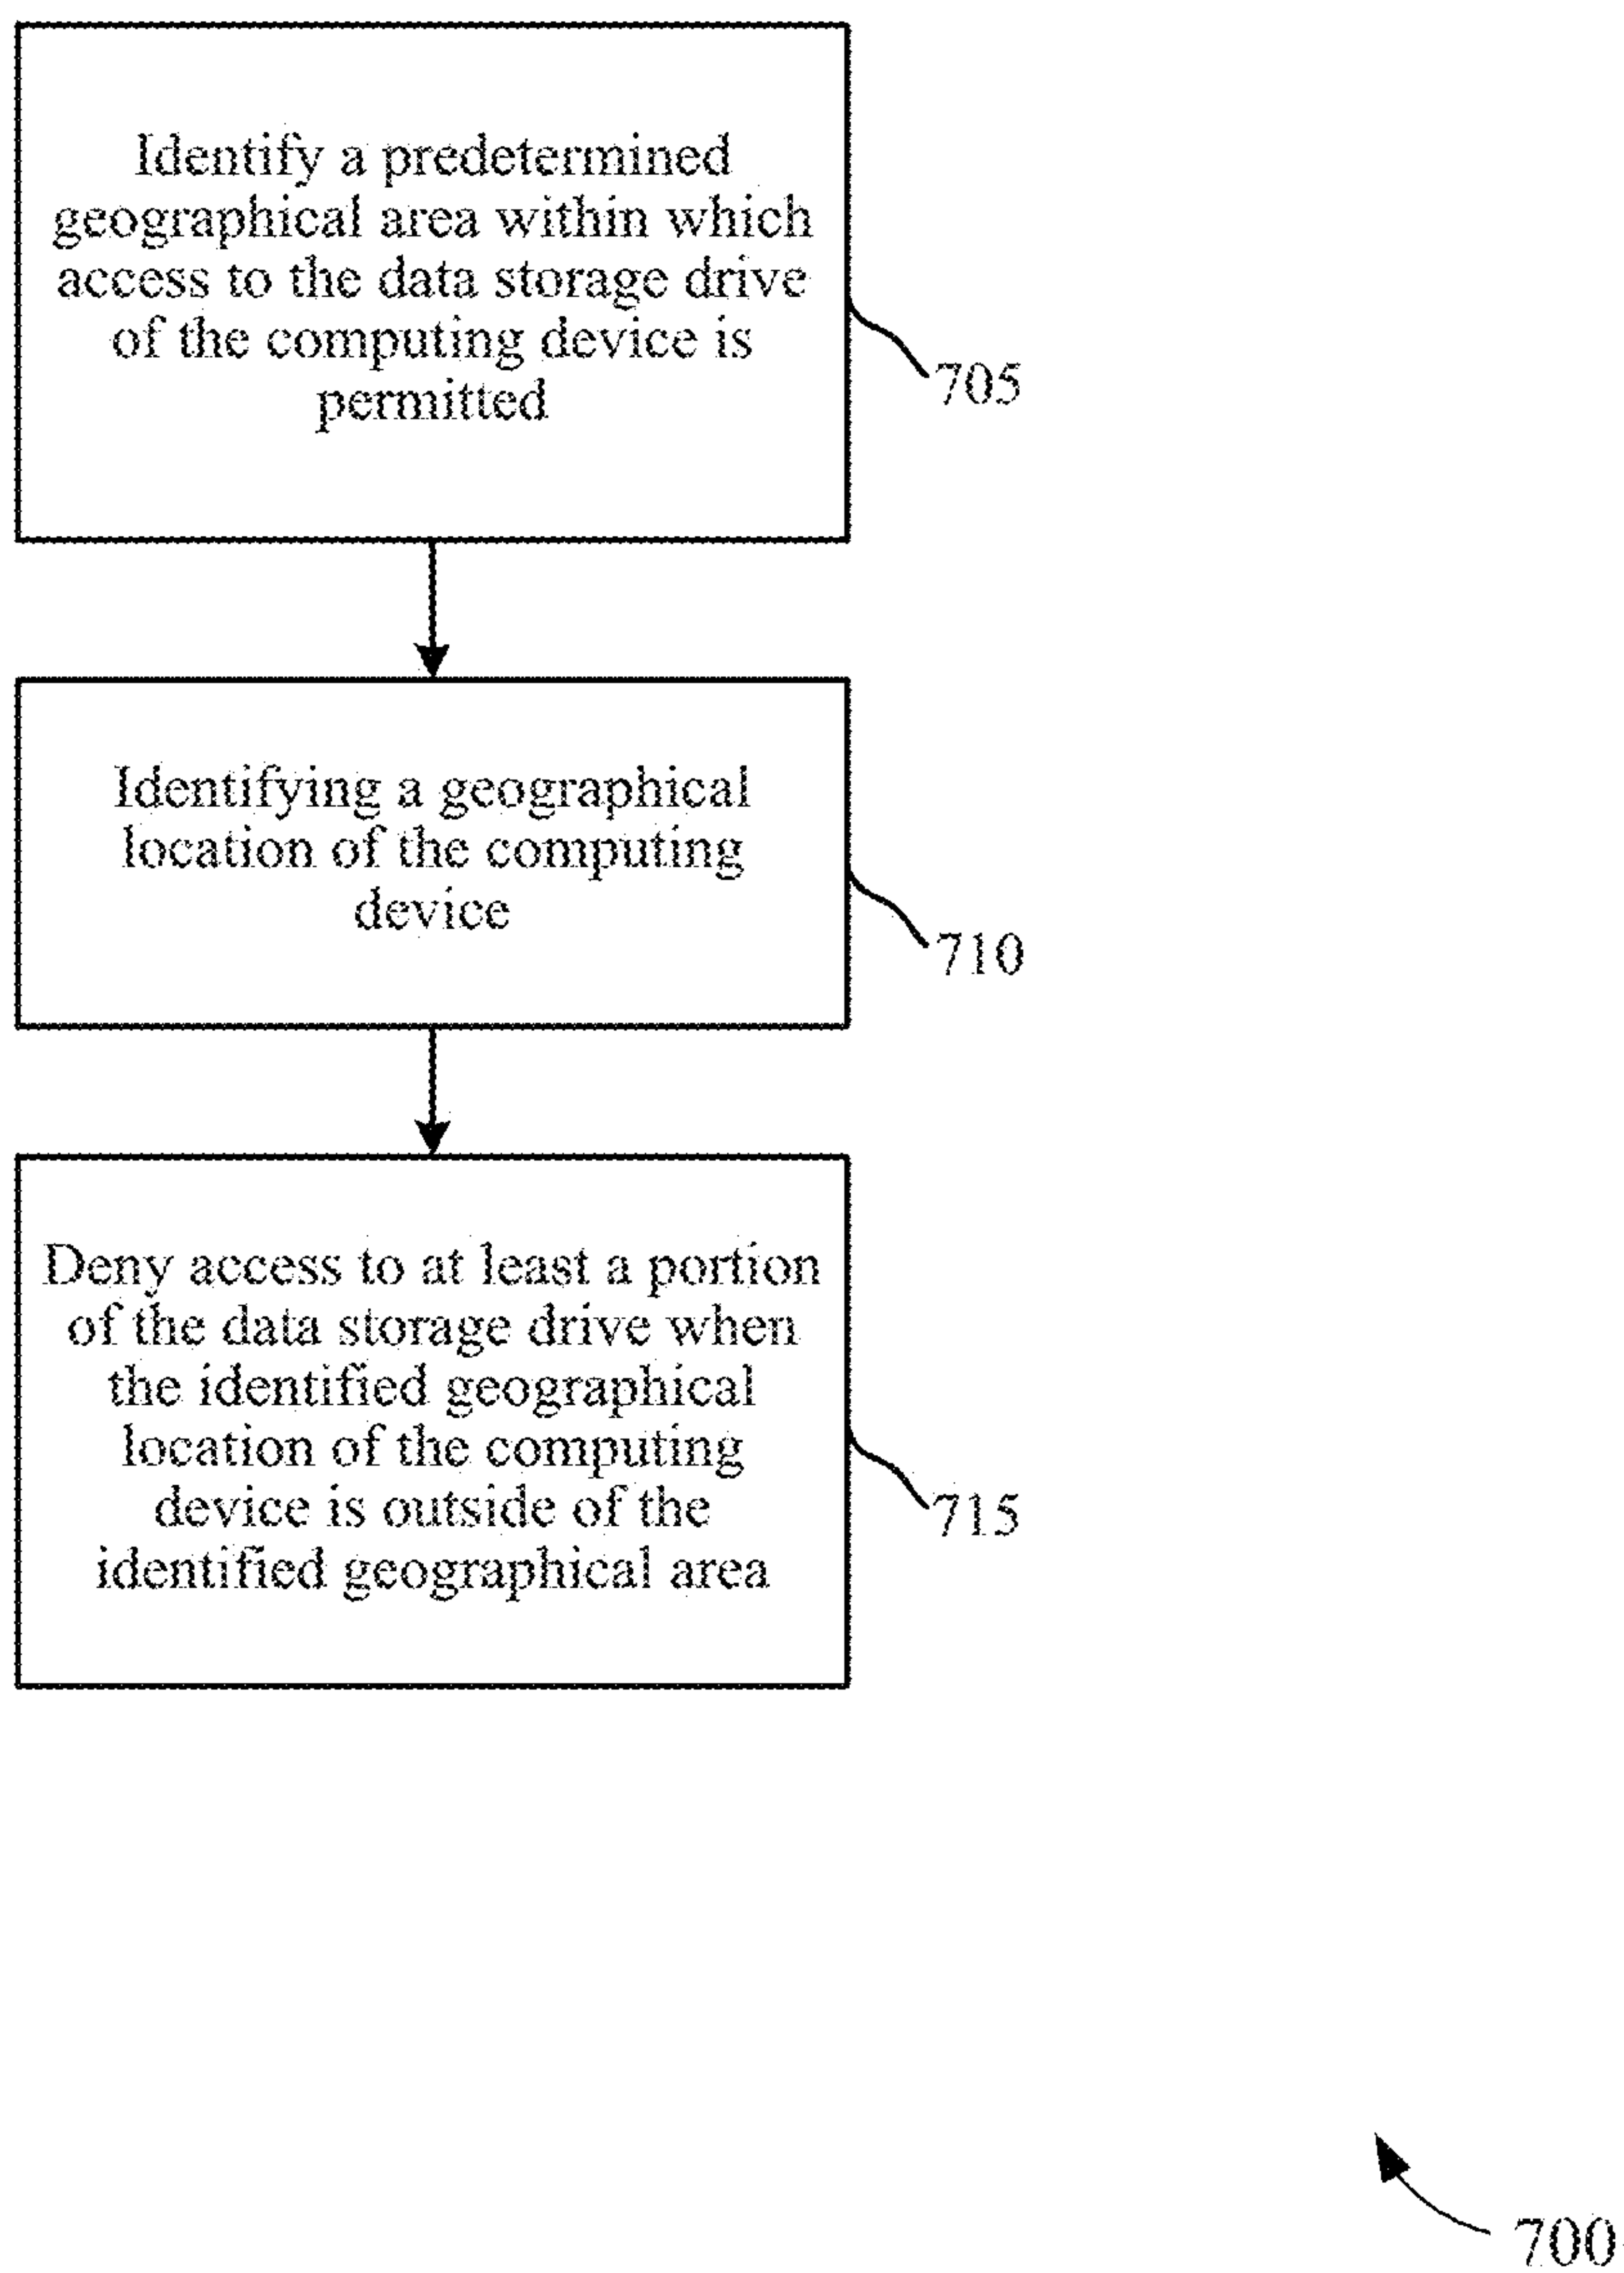 Identify a predetermined
geographical area within which
access to the data storage drive
of the computing device is
permitted
705
Identifying a geographical
location of the computing
device
710
Deny access to at least a portion
of the data storage drive when
the identified geographical
location of the computing
device is outside of the
identified geographical area
715
700